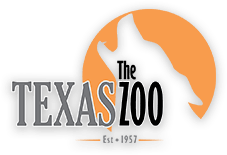 The
TEXAS ZOO
Est • 1957